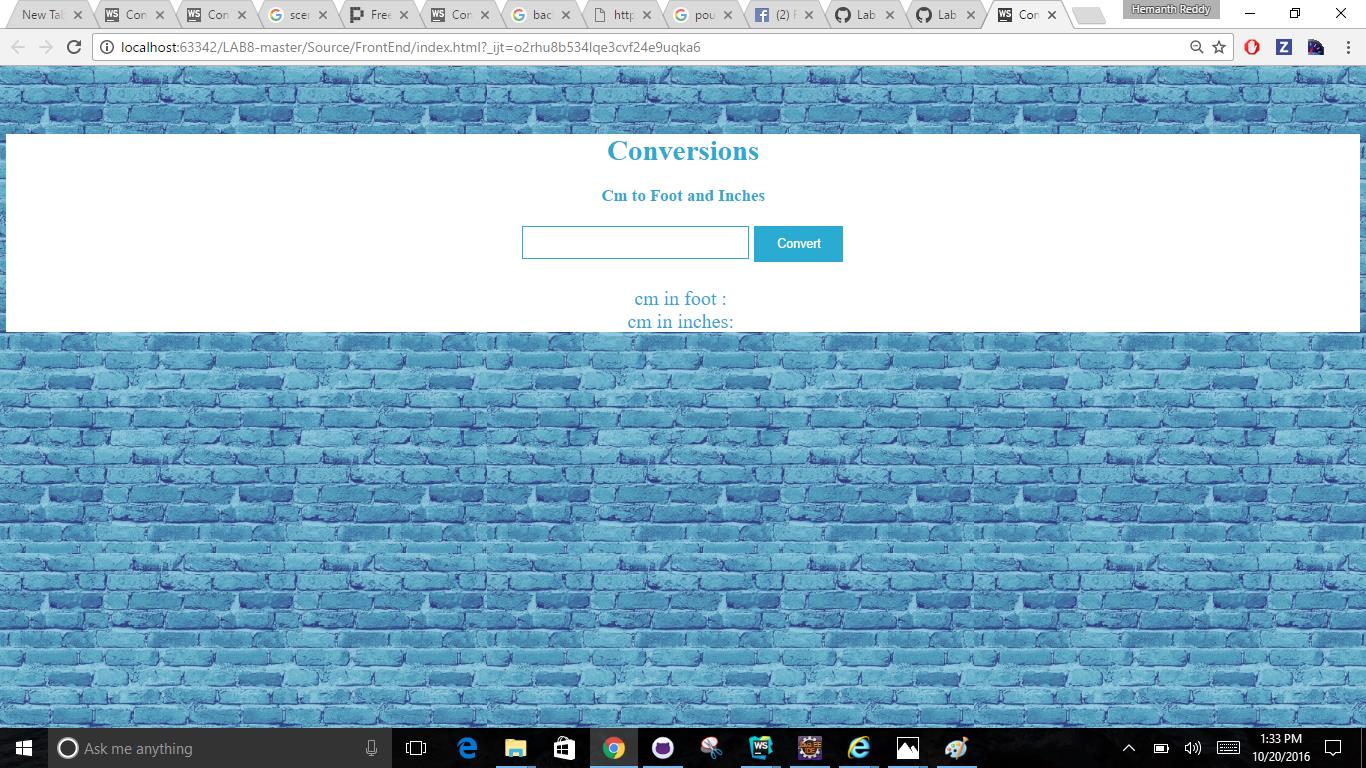 New Tab Con Con scen Free Con bac http pou (2) F Lab Lab Con Hemanth Reddy
localhost:63342/LAB8-master/Source/FrontEnd/index.html?_ijt=o2rhu8b534lqe3cvf24e9uqka6
Conversions
Cm to Foot and Inches
Convert
cm in foot :
cm in inches:
Ask me anything
1:33 PM
10/20/2016